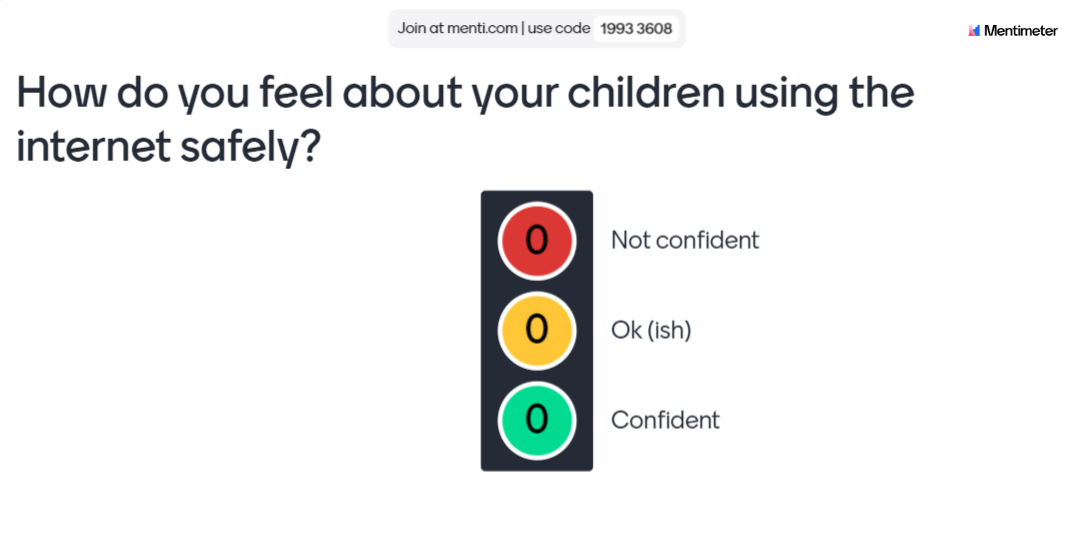 Join at menti.com | use code 1993 3608
Mentimeter
How do you feel about your children using the
internet safely?
0 Not confident
0 Ok (ish)
0 Confident